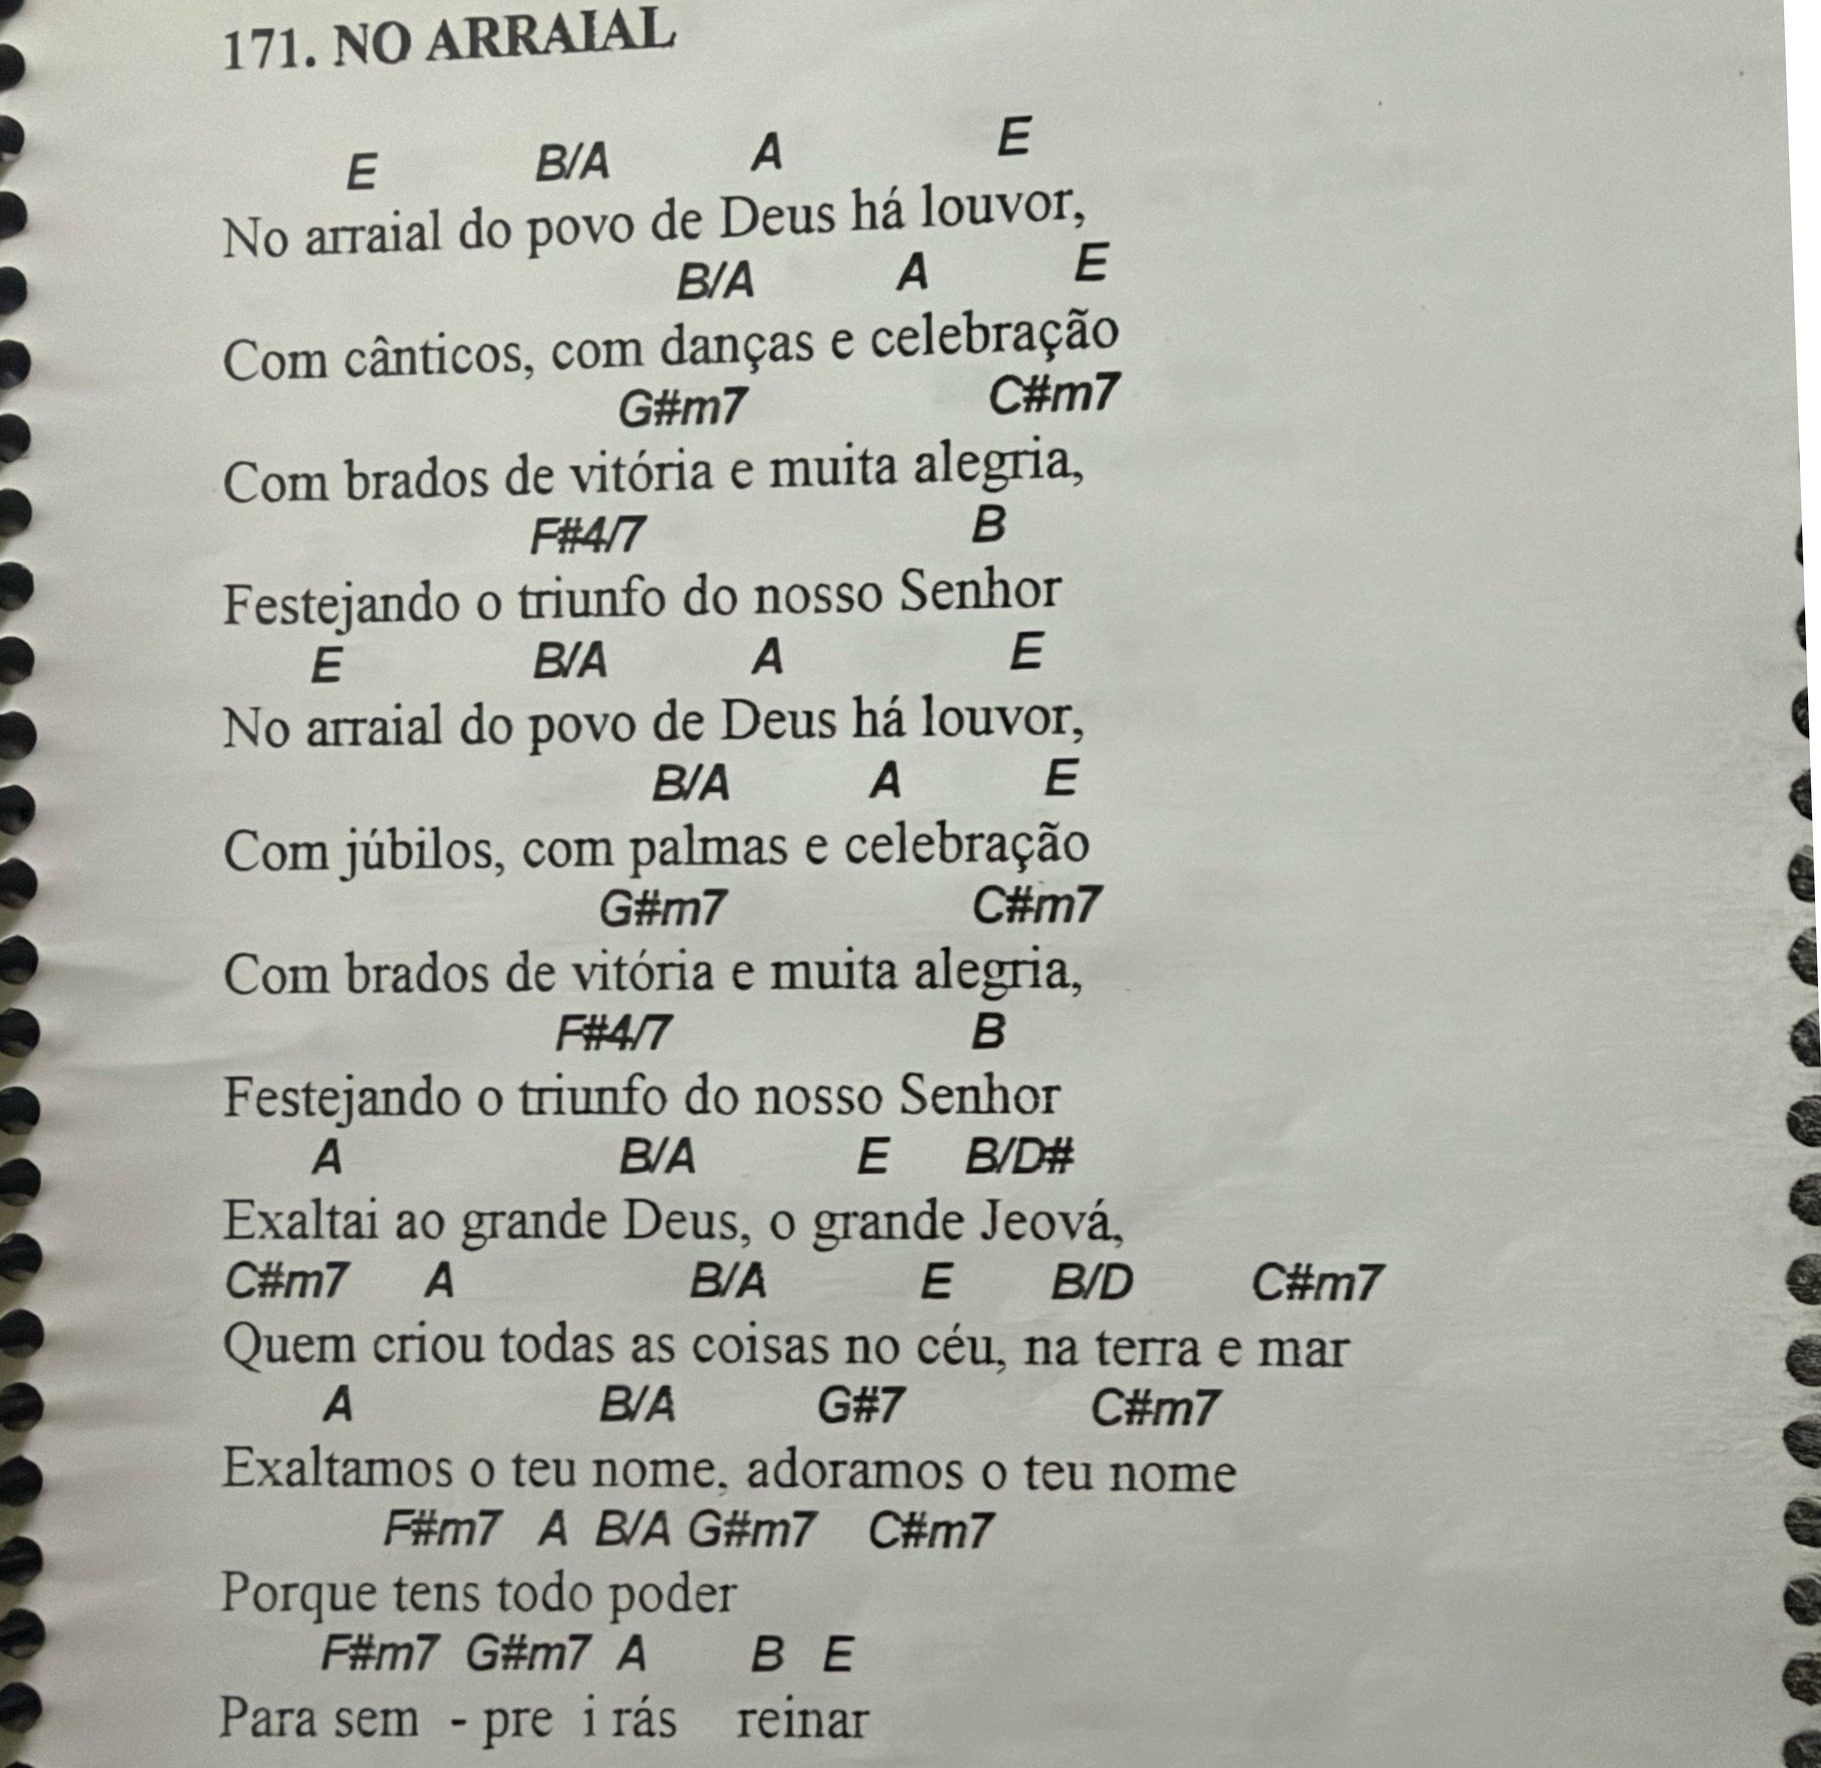 171. NO ARRAIAL
E B/A A E
No arraial do povo de Deus há louvor,
B/A A E
Com cânticos, com danças e celebração
G#m7 C#m7
Com brados de vitória e muita alegria,
F#4/7 B
Festejando o triunfo do nosso Senhor
E B/A A E
No arraial do povo de Deus há louvor,
B/A A E
Com júbilos, com palmas e celebração
G#m7 C#m7
Com brados de vitória e muita alegria,
F#4/7 B
Festejando o triunfo do nosso Senhor
A B/A E B/D#
Exaltai ao grande Deus, o grande Jeová,
C#m7 A B/A E B/D C#m7
Quem criou todas as coisas no céu, na terra e mar
A B/A G#7 C#m7
Exaltamos o teu nome, adoramos o teu nome
F#m7 A B/A G#m7 C#m7
Porque tens todo poder
F#m7 G#m7 A B E
Para sem - pre i rás reinar